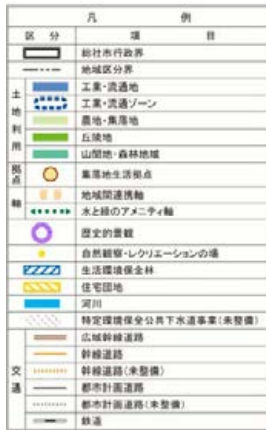 凡 例
区 分 項 目
総社市行政界
地域区分界
土地利用
工業・流通地
工業・流通ゾーン
農地・集落地
丘陵地
山間地・森林地域
拠点
集落地生活拠点
軸
地域間連携軸
水と緑のアメニティ軸
歴史的景観
自然観察・レクリエーションの場
生活環境保全林
住宅団地
河川
特定環境保全公共下水道事業(未整備)
交通
広域幹線道路
幹線道路
幹線道路(未整備)
都市計画道路
都市計画道路(未整備)
鉄道